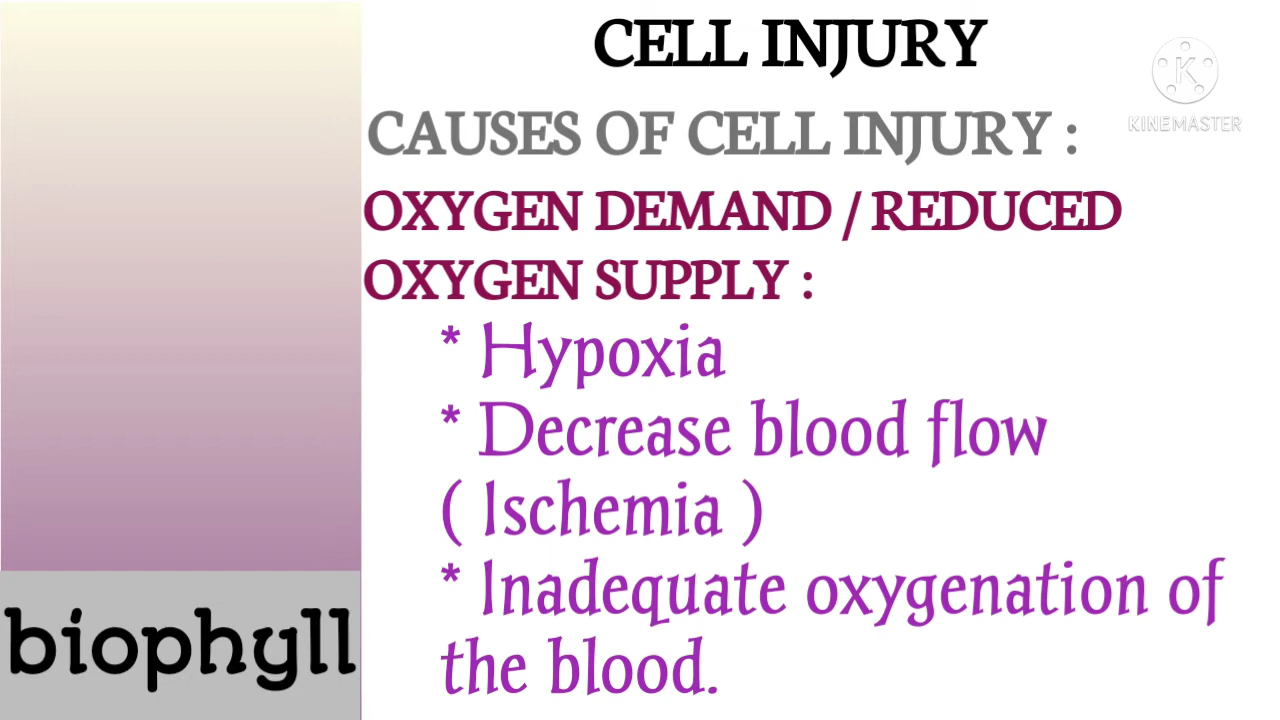 CELL INJURY
KINEMASTER
CAUSES OF CELL INJURY :
OXYGEN DEMAND / REDUCED
OXYGEN SUPPLY :
* Hypoxia
* Decrease blood flow
( Ischemia )
* Inadequate oxygenation of
the blood.
biophyll